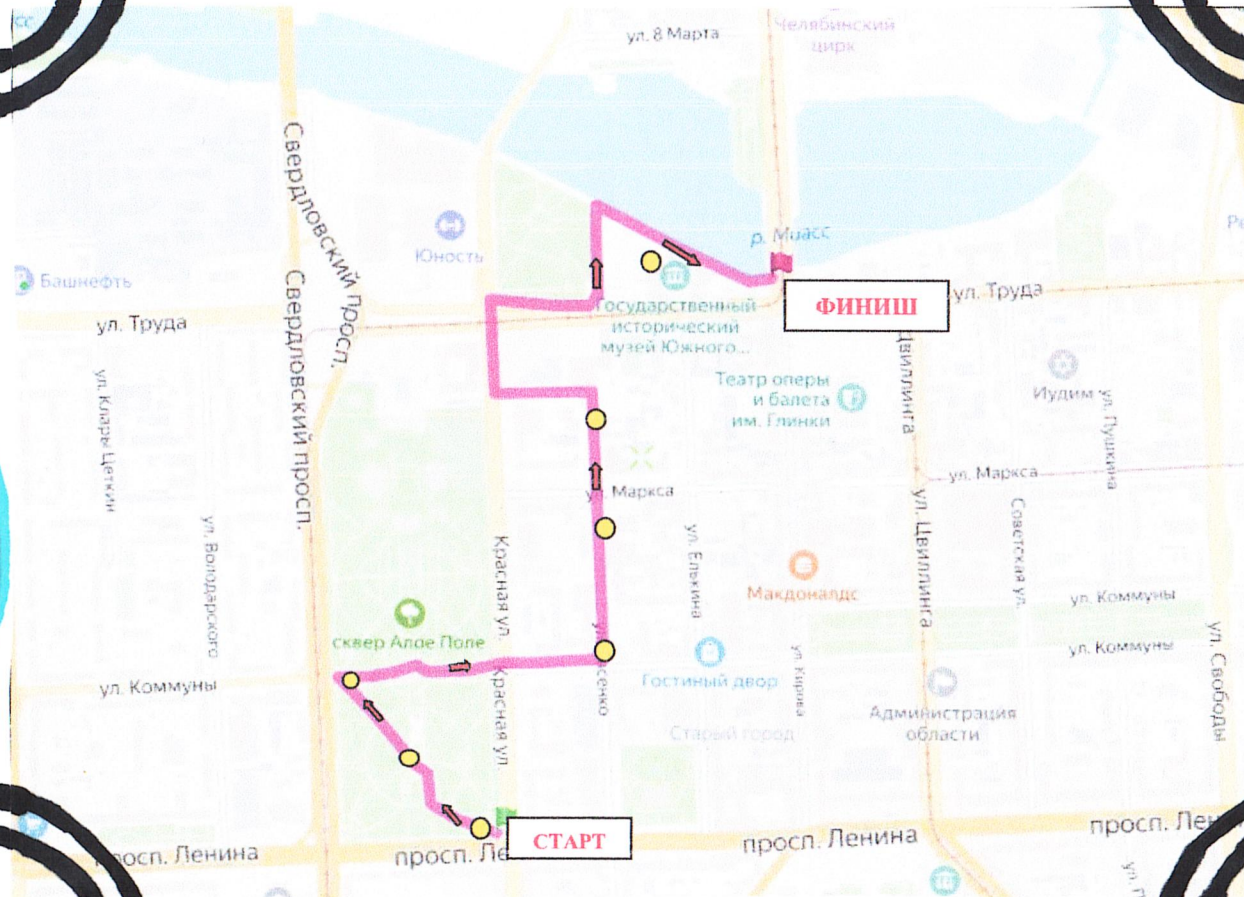 ул. 8 Марта
Челябинский
цирк
Свердловский просп.
р. Миасс
Юность
Башнефть
Государственный
исторический
музей Южного...
ФИНИШ
ул. Труда
ул. Труда
Свердловский просп.
Театр оперы
и балета
им. Глинки
Цвиллинга
Иудим
ул. Пушкина
ул. Клары Цеткин
ул. Маркса
Маркса
ул. Володарского
Красная ул.
ул. Елькина
ул. Цвиллинга
Советская ул.
Макдоналдс
ул. Коммуны
сквер Алое Поле
ул. Коммуны
ул. Свободы
ул. Коммуны
Красная ул.
Гостиный двор
ул. Кирова
Старый город
Администрация
области
СТАРТ
просп. Ленина
просп. Ле
просп. Ленина
просп. Лен